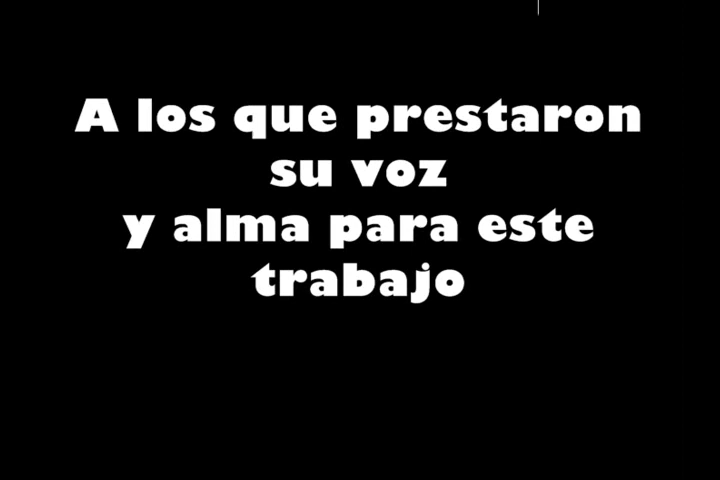 A los que prestaron
su voz
y alma para este
trabajo